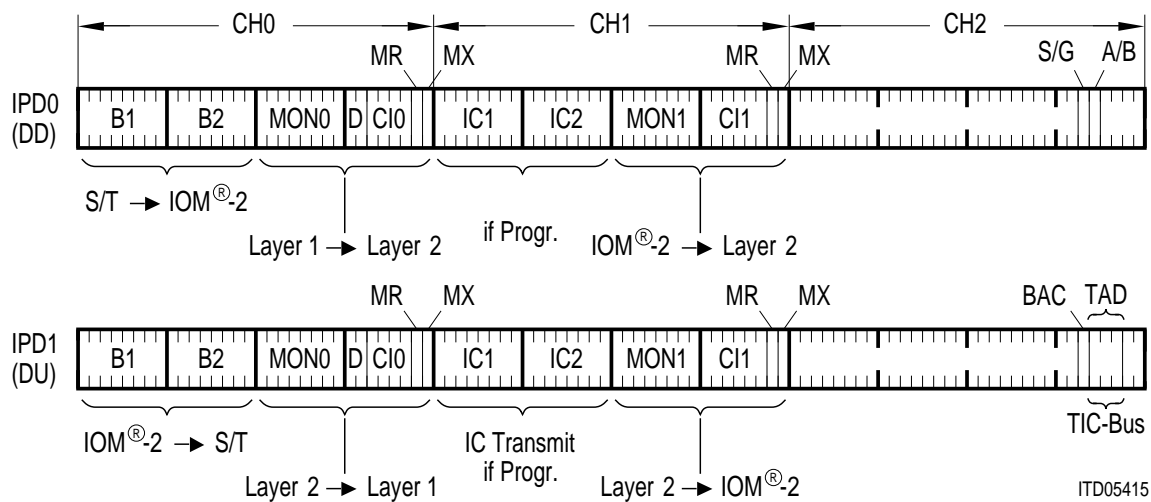 CH0 CH1 CH2
MR MX MR MX S/G A/B
IPD0
(DD)
B1 B2 MON0 D CI0 IC1 IC2 MON1 CI1
S/T → IOM®-2
if Progr.
Layer 1 → Layer 2 IOM®-2 → Layer 2
MR MX MR MX BAC TAD
IPD1
(DU)
B1 B2 MON0 D CI0 IC1 IC2 MON1 CI1
TIC-Bus
IOM®-2 → S/T
IC Transmit
if Progr.
Layer 2 → Layer 1 Layer 2 → IOM®-2
ITD05415